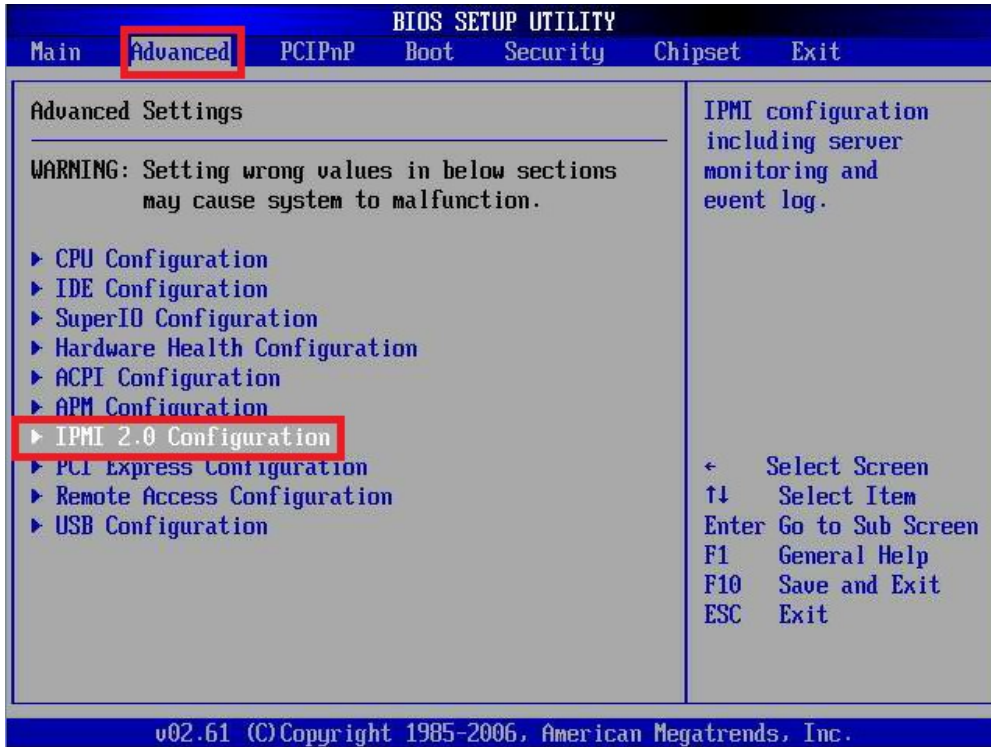 BIOS SETUP UTILITY
Main Advanced PCIPnP Boot Security Chipset Exit
Advanced Settings
WARNING: Setting wrong values in below sections
may cause system to malfunction.
▶ CPU Configuration
▶ IDE Configuration
▶ SuperIO Configuration
▶ Hardware Health Configuration
▶ ACPI Configuration
▶ APM Configuration
▶ IPMI 2.0 Configuration
▶ PCI Express Configuration
▶ Remote Access Configuration
▶ USB Configuration
IPMI configuration
including server
monitoring and
event log.
← Select Screen
↑↓ Select Item
Enter Go to Sub Screen
F1 General Help
F10 Save and Exit
ESC Exit
v02.61 (C)Copyright 1985-2006, American Megatrends, Inc.